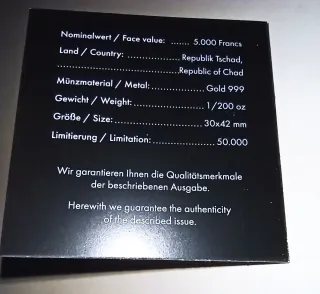 Nominalwert / Face value: ....... 5.000 Francs
Land / Country: ..................... Republik Tschad,
................................................Republic of Chad
Münzmaterial / Metal:....................... Gold 999
Gewicht / Weight:........................... 1/200 oz
Größe / Size: ............................... 30x42 mm
Limitierung / Limitation: ..................... 50.000
Wir garantieren Ihnen die Qualitätsmerkmale
der beschriebenen Ausgabe.
Herewith we guarantee the authenticity
of the described issue.